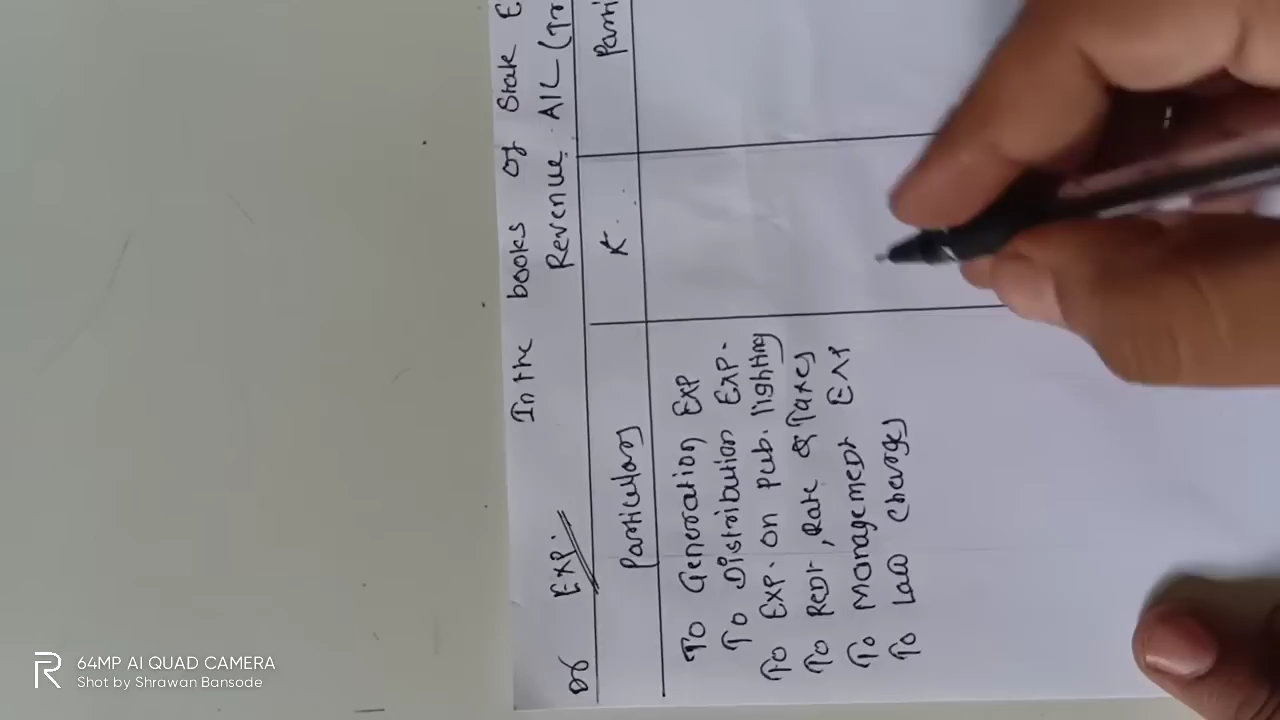 In the books of State E
Revenue A/C (Tr
Dr EXP.
Particulars K. Parti
To Generation EXP
To Distribution EXP.
To EXP. on Pub. lighting
To Rent, Rate & Taxes
To Management EXP
To Law charges
64MP AI QUAD CAMERA
Shot by Shrawan Bansode